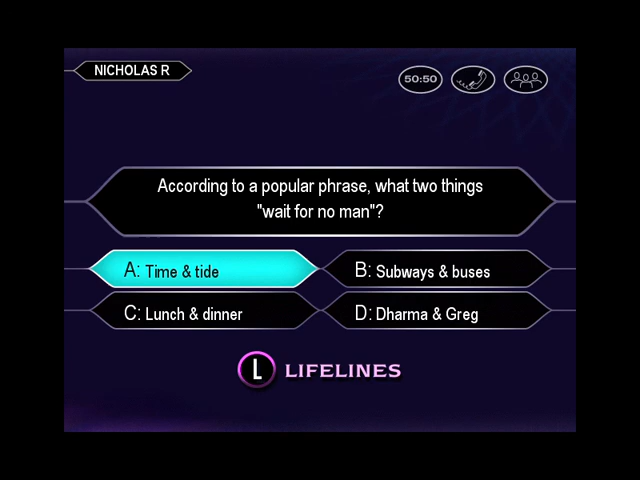 NICHOLAS R
50:50
According to a popular phrase, what two things
"wait for no man"?
A: Time & tide
B: Subways & buses
C: Lunch & dinner
D: Dharma & Greg
L LIFELINES